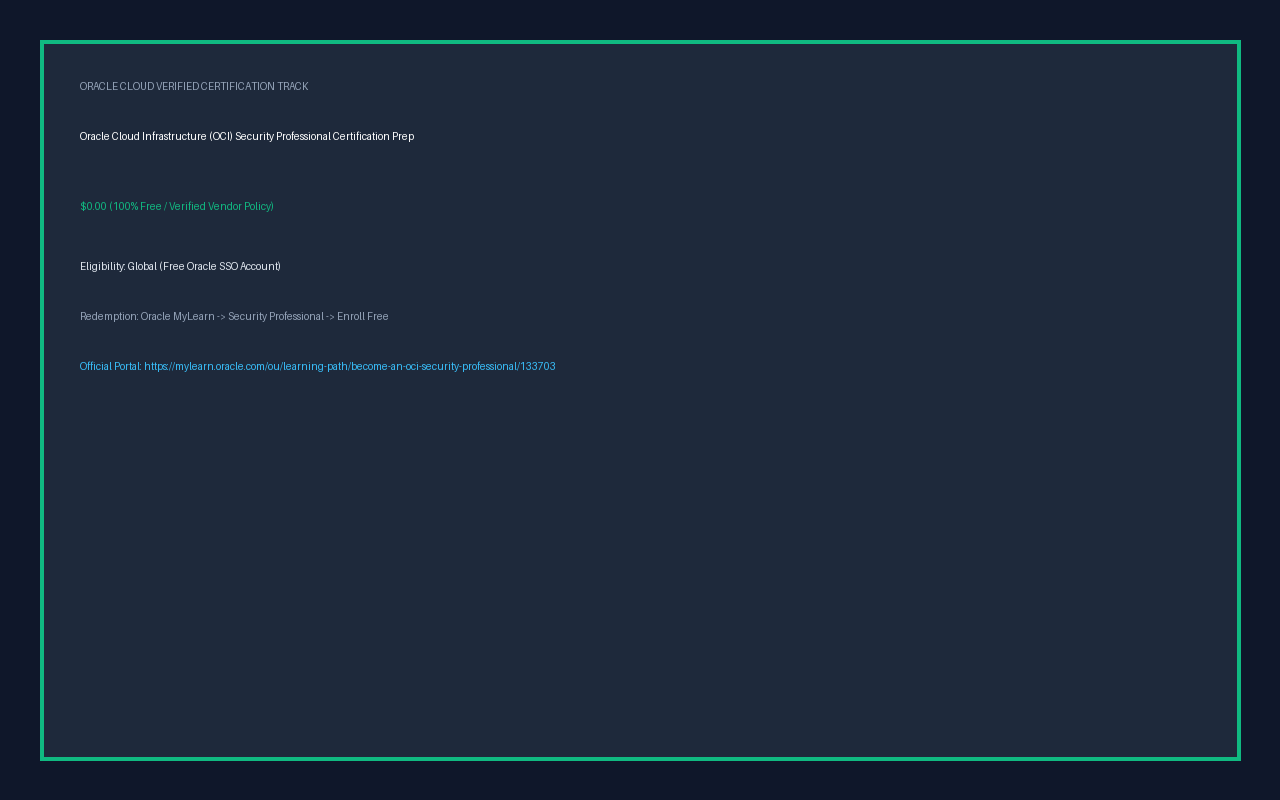 ORACLE CLOUD VERIFIED CERTIFICATION TRACK
Oracle Cloud Infrastructure (OCI) Security Professional Certification Prep
$0.00 (100% Free / Verified Vendor Policy)
Eligibility: Global (Free Oracle SSO Account)
Redemption: Oracle MyLearn -> Security Professional -> Enroll Free
Official Portal: https://mylearn.oracle.com/ou/learning-path/become-an-oci-security-professional/133703